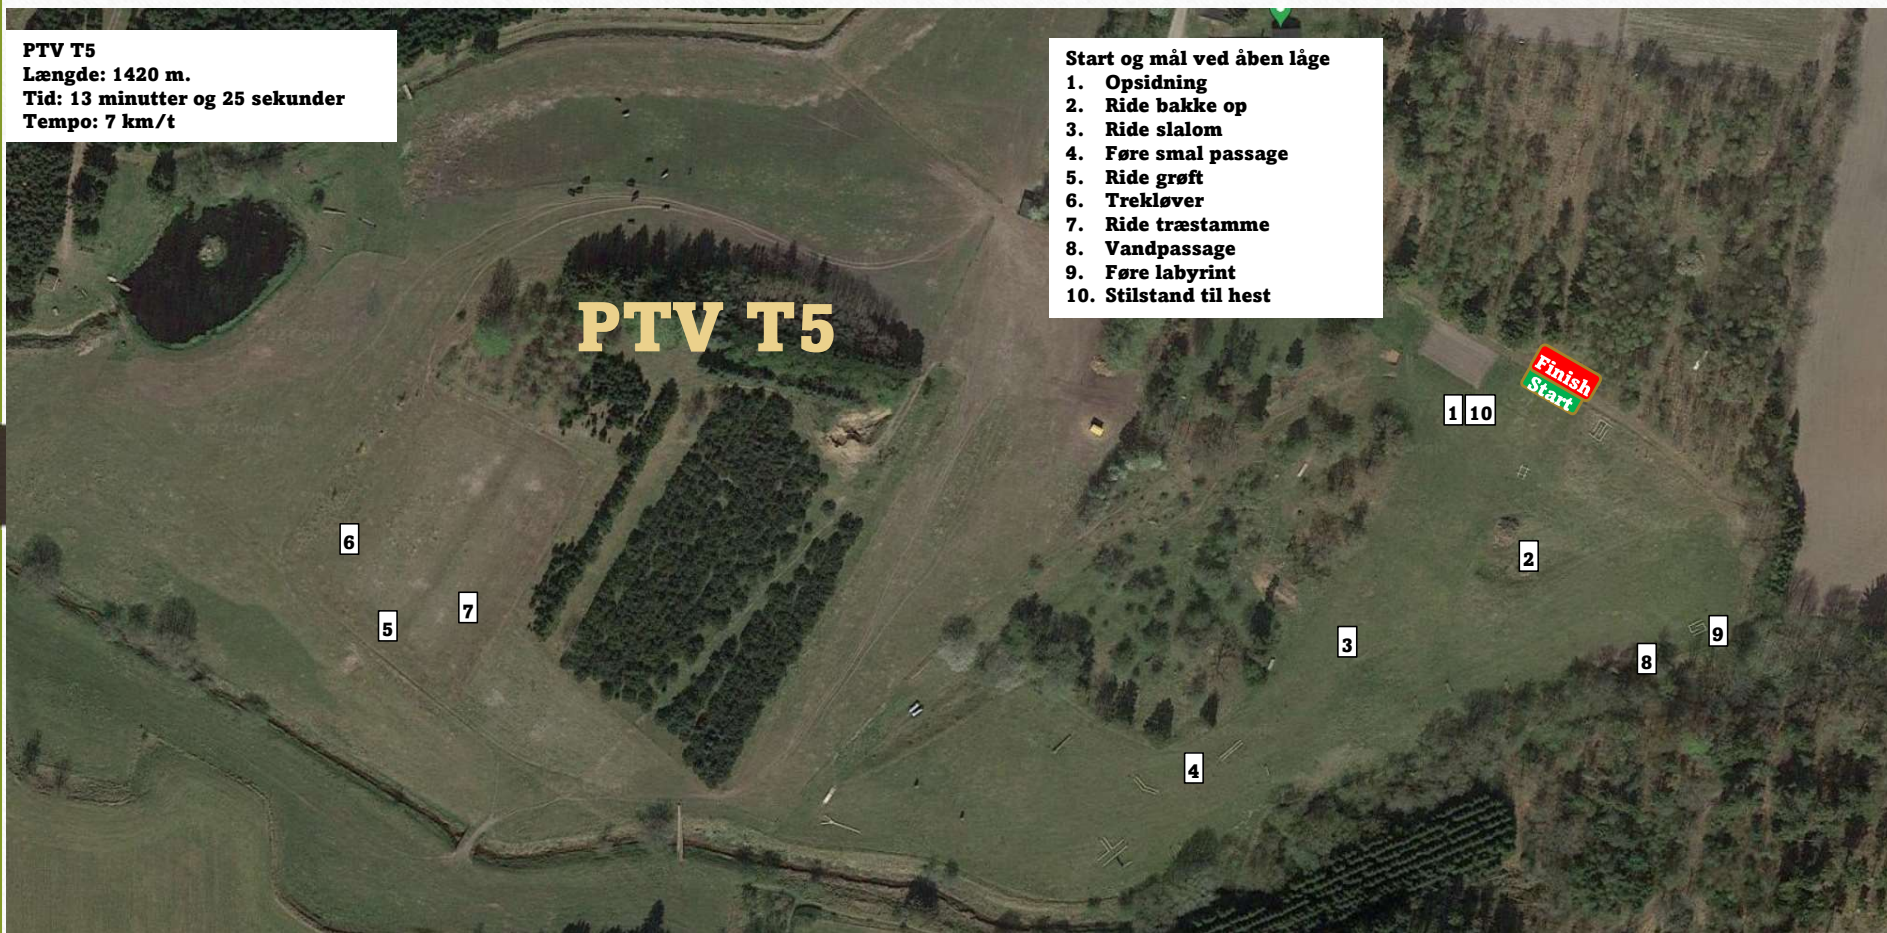 PTV T5
Længde: 1420 m.
Tid: 13 minutter og 25 sekunder
Tempo: 7 km/t
Start og mål ved åben låge
1. Opsidning
2. Ride bakke op
3. Ride slalom
4. Føre smal passage
5. Ride grøft
6. Trekløver
7. Ride træstamme
8. Vandpassage
9. Føre labyrint
10. Stilstand til hest
PTV T5
Finish
Start
1 10
6
2
7
5
9
3
8
4